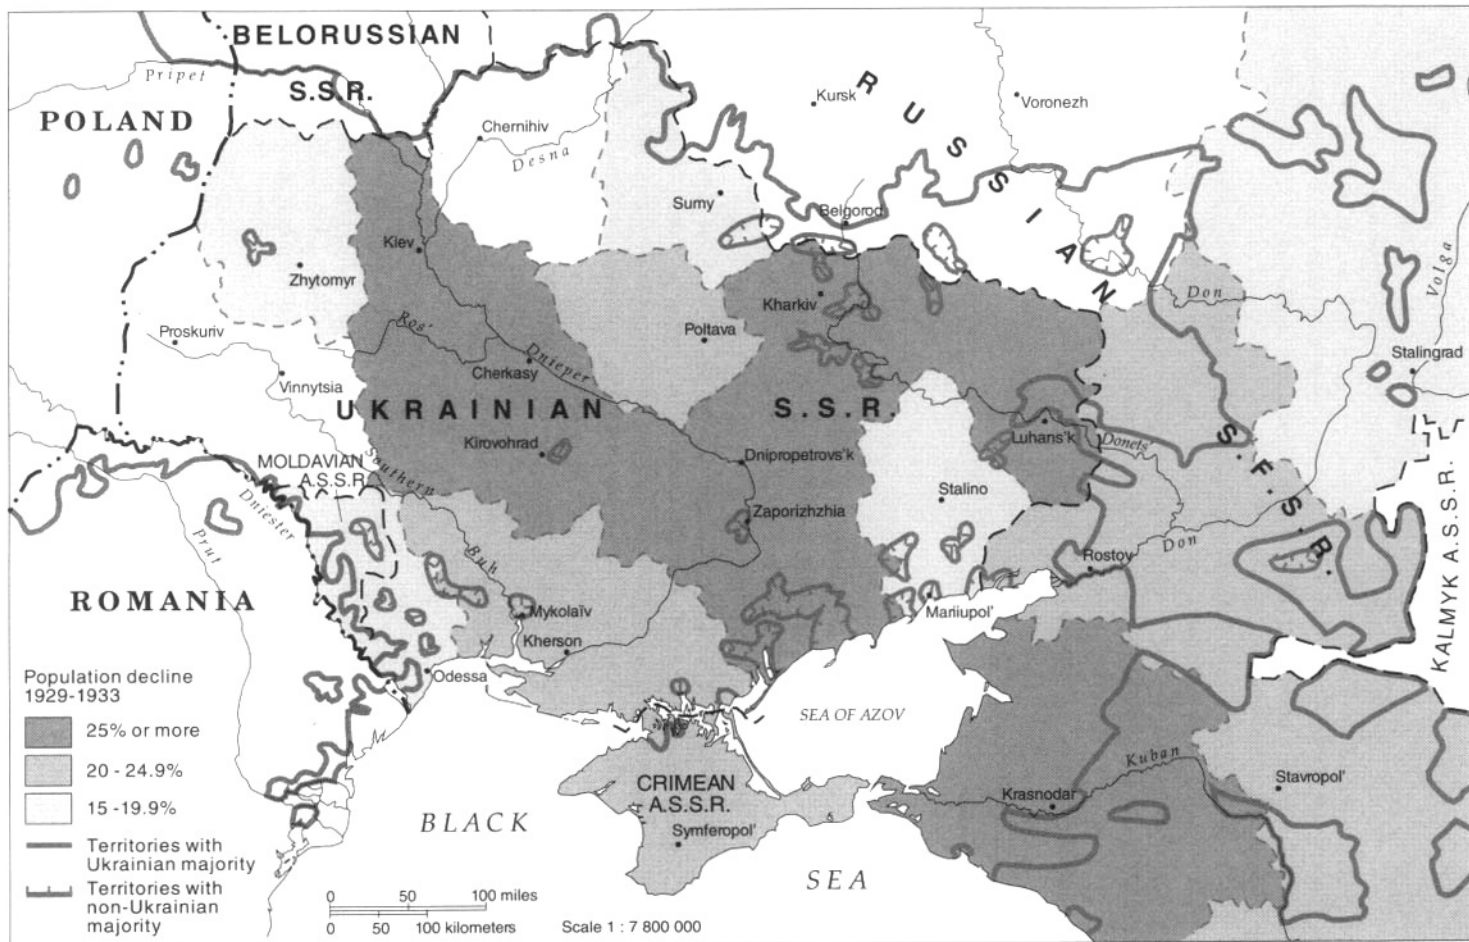 BELORUSSIAN
S.S.R.
Pripet
POLAND
Kursk
Voronezh
RUSSIAN
S.F.S.R.
Chernihiv
Desna
Sumy
Belgorod
Kiev
Zhytomyr
Kharkiv
Don
Volga
Proskuriv
Ros'
Poltava
Stalingrad
Vinnytsia
Cherkasy
Dnieper
UKRAINIAN S.S.R.
Kirovohrad
Luhans'k
Donets'
Dnipropetrovs'k
MOLDAVIAN
A.S.S.R.
Southern
Buh
Stalino
Zaporizhzhia
Dniester
Prut
Rostov
Don
KALMYK A.S.S.R.
ROMANIA
Mykolaïv
Kherson
Mariiupol'
Odessa
SEA OF AZOV
Kuban
Stavropol'
Krasnodar
CRIMEAN
A.S.S.R.
Symferopol'
BLACK
SEA
Population decline
1929-1933
25% or more
20 - 24.9%
15 -19.9%
Territories with
Ukrainian majority
Territories with
non-Ukrainian
majority
0 50 100 miles
0 50 100 kilometers
Scale 1 : 7 800 000